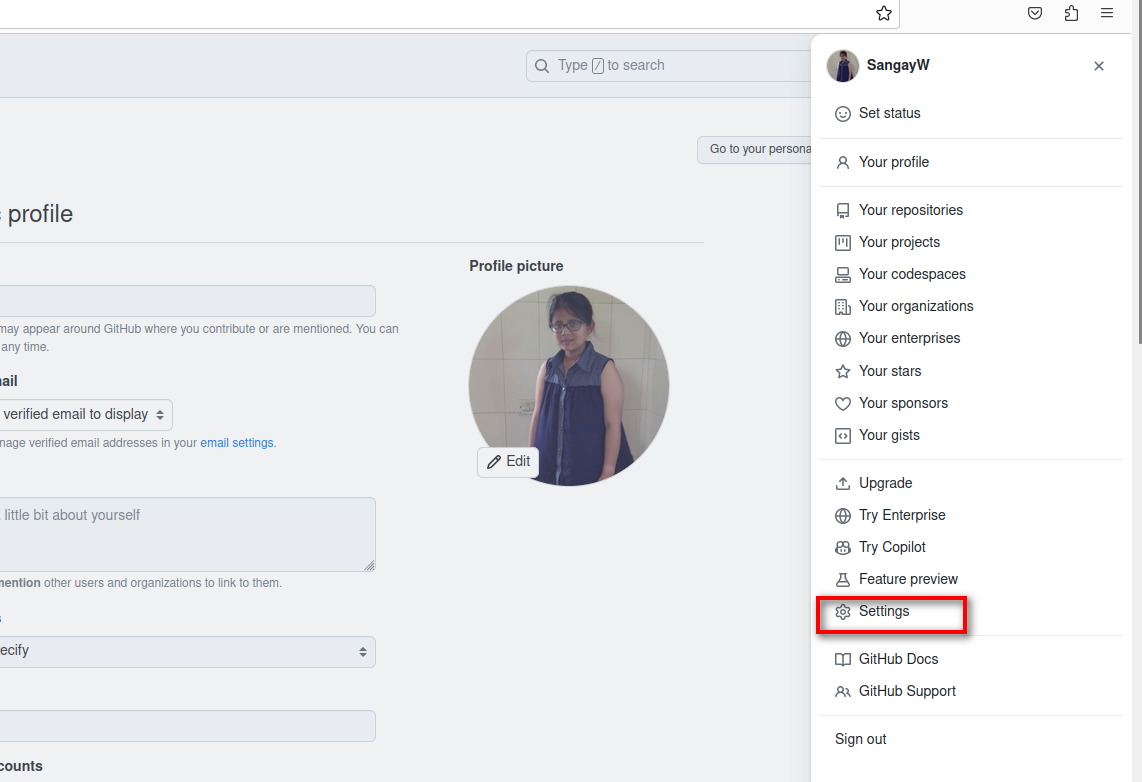 Type / to search
Go to your persona
profile
Profile picture
may appear around GitHub where you contribute or are mentioned. You can
any time.
ail
verified email to display
nage verified email addresses in your email settings.
Edit
little bit about yourself
mention other users and organizations to link to them.
ecify
counts
SangayW
Set status
Your profile
Your repositories
Your projects
Your codespaces
Your organizations
Your enterprises
Your stars
Your sponsors
Your gists
Upgrade
Try Enterprise
Try Copilot
Feature preview
Settings
GitHub Docs
GitHub Support
Sign out